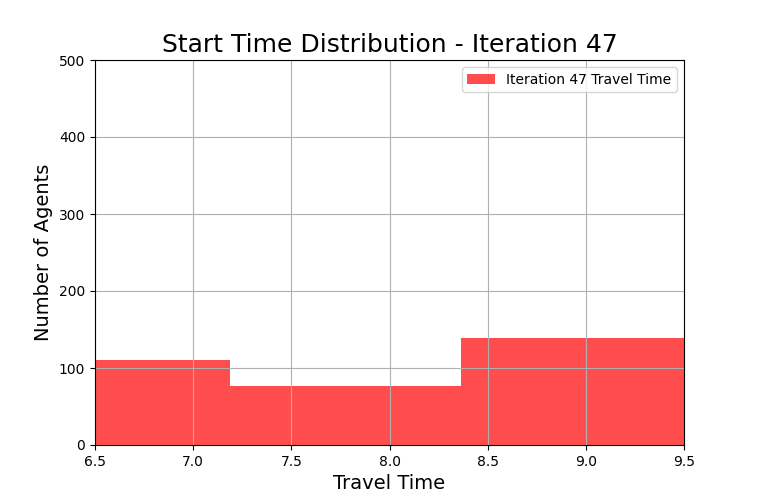 Start Time Distribution - Iteration 47
Iteration 47 Travel Time
Number of Agents
500
400
300
200
100
0
6.5 7.0 7.5 8.0 8.5 9.0 9.5
Travel Time